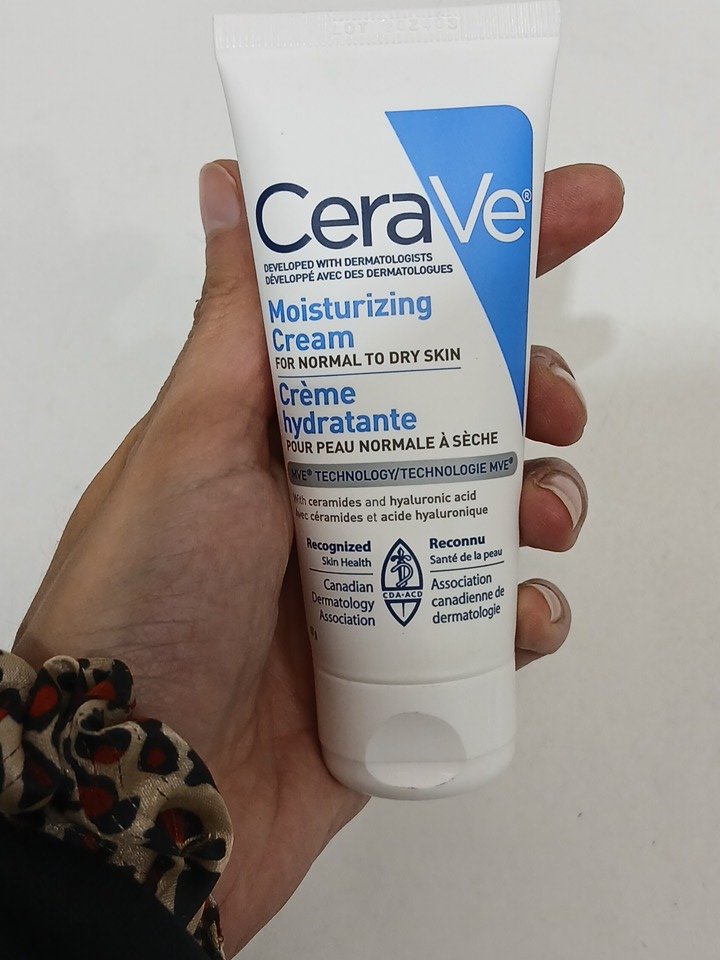 CeraVe®
DEVELOPED WITH DERMATOLOGISTS
DÉVELOPPÉ AVEC DES DERMATOLOGUES
Moisturizing
Cream
FOR NORMAL TO DRY SKIN
Crème
hydratante
POUR PEAU NORMALE À SÈCHE
MVE® TECHNOLOGY/TECHNOLOGIE MVE®
With ceramides and hyaluronic acid
Avec céramides et acide hyaluronique
Recognized
Skin Health
Canadian
Dermatology
Association
CDA-ACD
Reconnu
Santé de la peau
Association
canadienne de
dermatologie